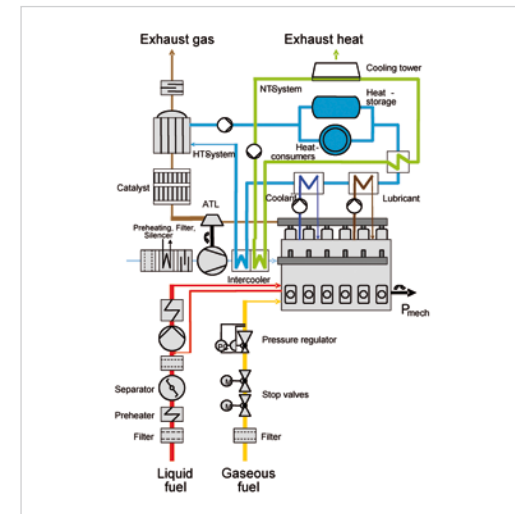 Exhaust gas
Exhaust heat
Cooling tower
NTSystem
Heat -
storage
HTSystem
Heat-
consumers
Catalyst
Coolant
Lubricant
ATL
Preheating, Filter,
Silencer
Intercooler
Pmech
Pressure regulator
PC
Separator
M
Stop valves
M
Preheater
Filter
Filter
Liquid
fuel
Gaseous
fuel